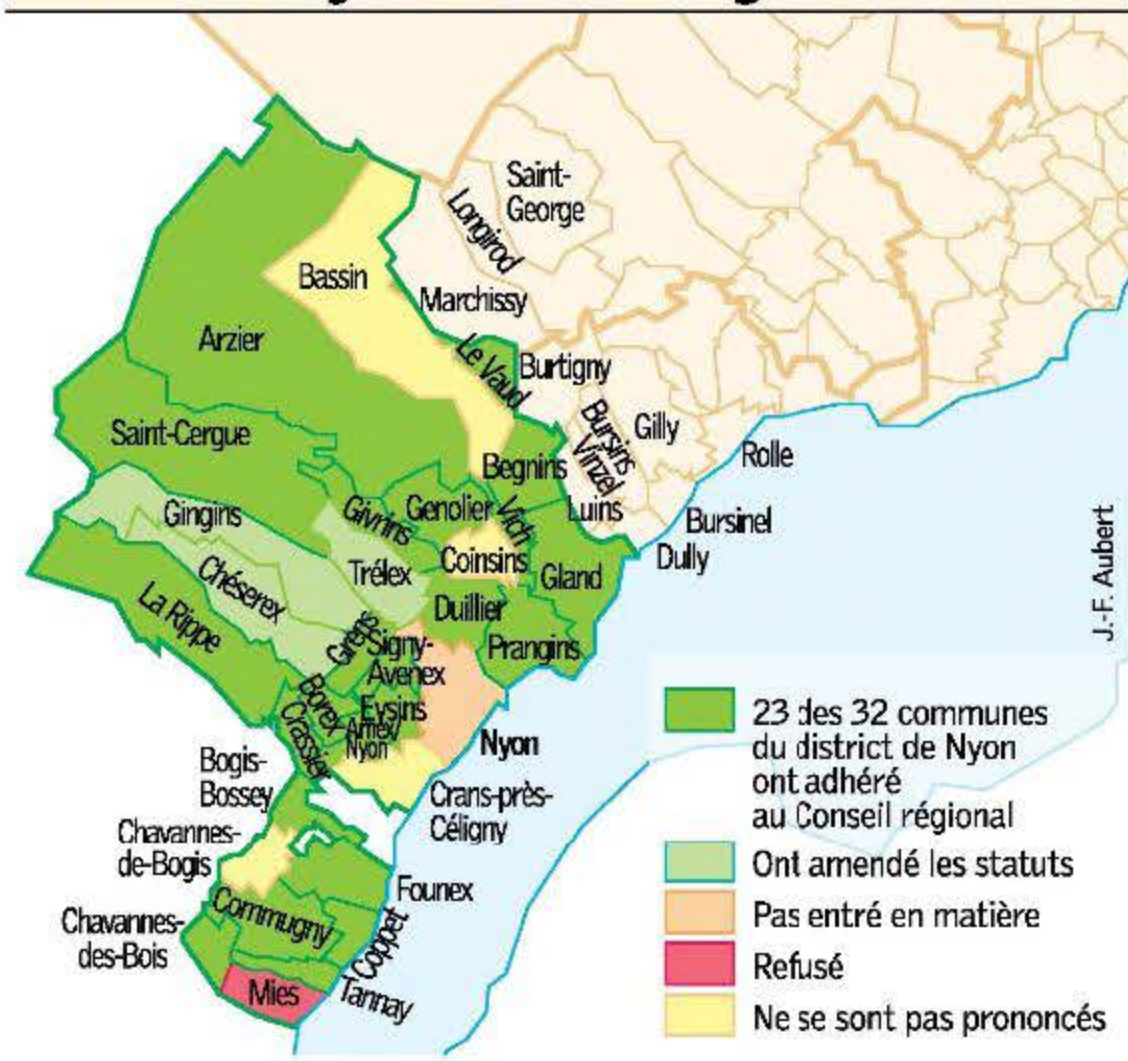 Saint-
George
Longirod
Bassin
Marchissy
Arzier
Le Vaud
Burtigny
Bursins
Gilly
Vinzel
Saint-Cergue
Begnins
Rolle
Gingins
Givrins
Genolier
Vich
Luins
Bursinel
Coinsins
Dully
Trélex
Gland
Chéserex
Duillier
La Rippe
Grens
Signy-
Avenex
Prangins
Borex
Eysins
Crassier
Arnex/
Nyon
Nyon
Bogis-
Bossey
Crans-près-
Céligny
Chavannes-
de-Bogis
Founex
Commugny
Chavannes-
des-Bois
Coppet
Mies
Tannay
J.-F. Aubert
23 des 32 communes
du district de Nyon
ont adhéré
au Conseil régional
Ont amendé les statuts
Pas entré en matière
Refusé
Ne se sont pas prononcés